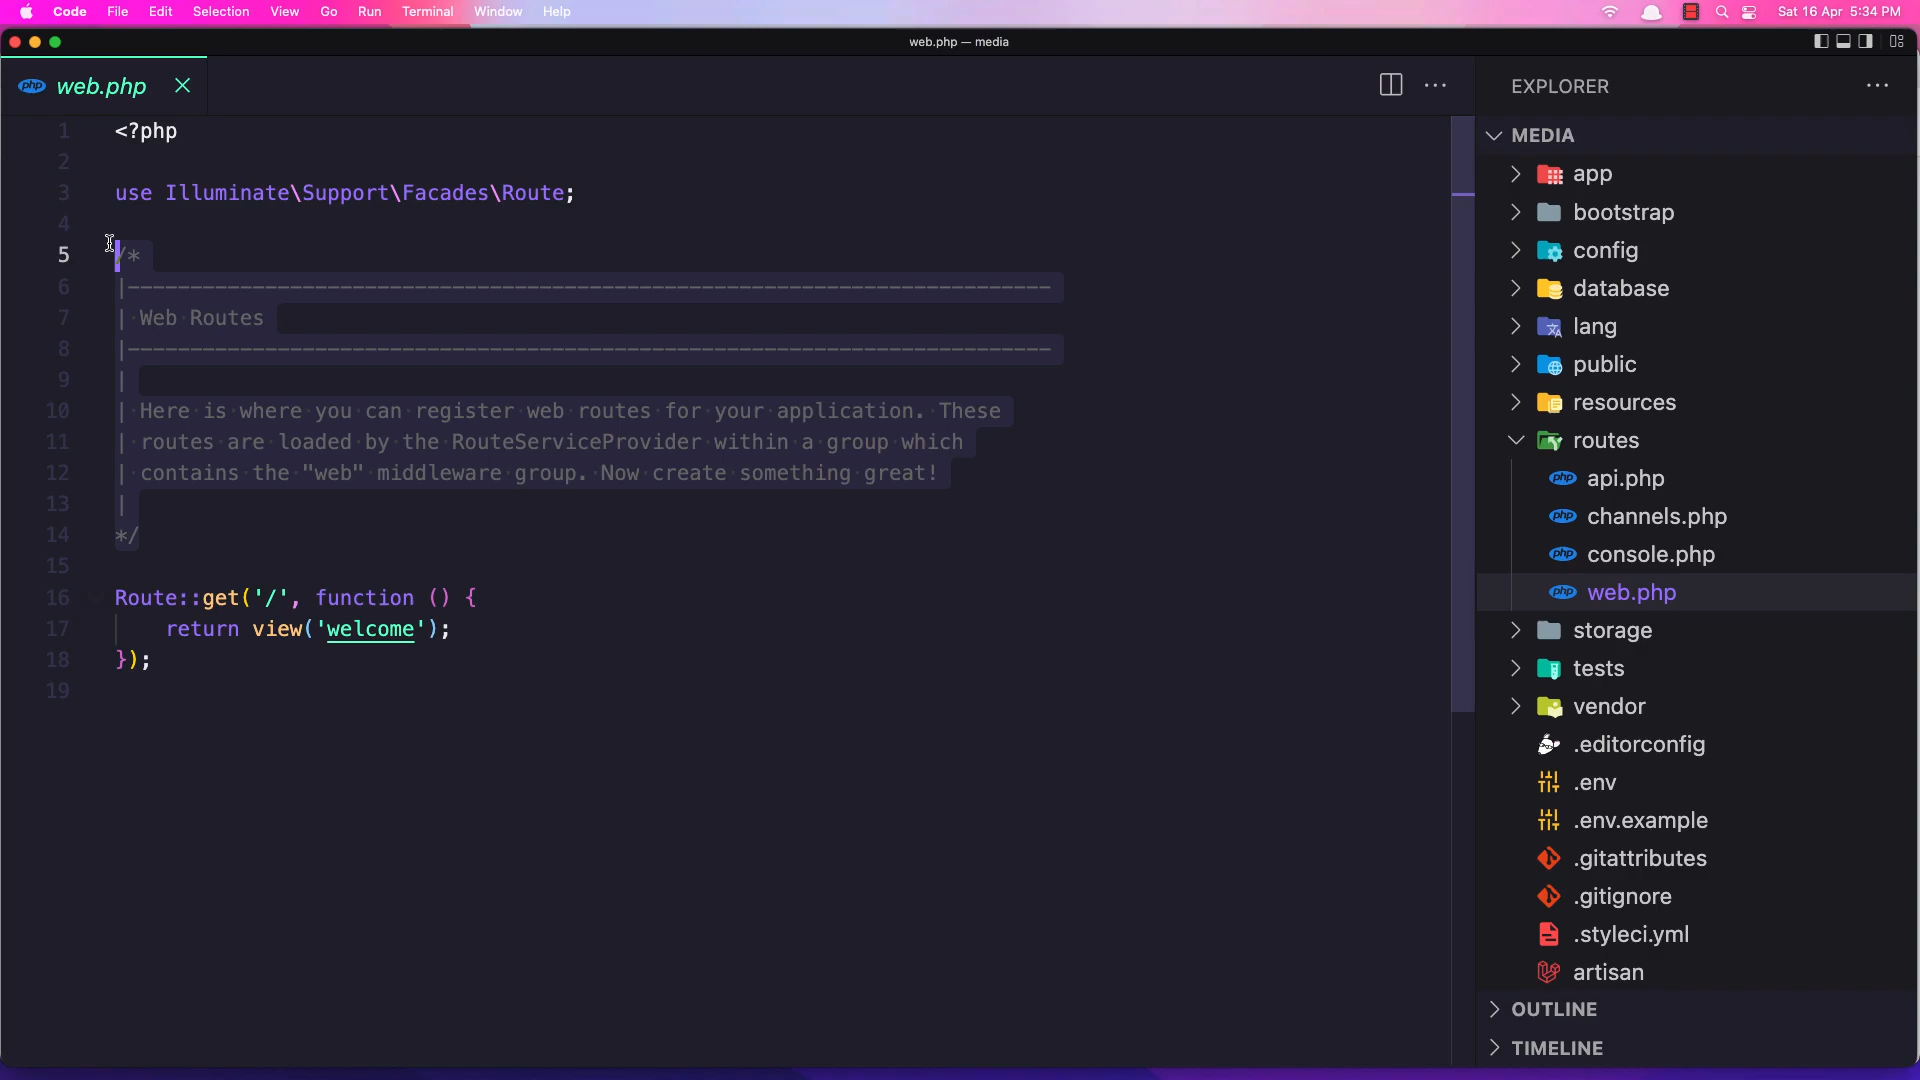 Code File Edit Selection View Go Run Terminal Window Help Sat 16 Apr 5:34 PM
web.php — media
php web.php
EXPLORER
MEDIA
1 <?php
2
3 use Illuminate\Support\Facades\Route;
4
5 /*
6 |--------------------------------------------------------------------------
7 | Web Routes
8 |--------------------------------------------------------------------------
9 |
10 | Here is where you can register web routes for your application. These
11 | routes are loaded by the RouteServiceProvider within a group which
12 | contains the "web" middleware group. Now create something great!
13 |
14 */
15
16 Route::get('/', function () {
17 return view('welcome');
18 });
19
app
bootstrap
config
database
lang
public
resources
routes
php api.php
php channels.php
php console.php
php web.php
storage
tests
vendor
.editorconfig
.env
.env.example
.gitattributes
.gitignore
.styleci.yml
artisan
OUTLINE
TIMELINE